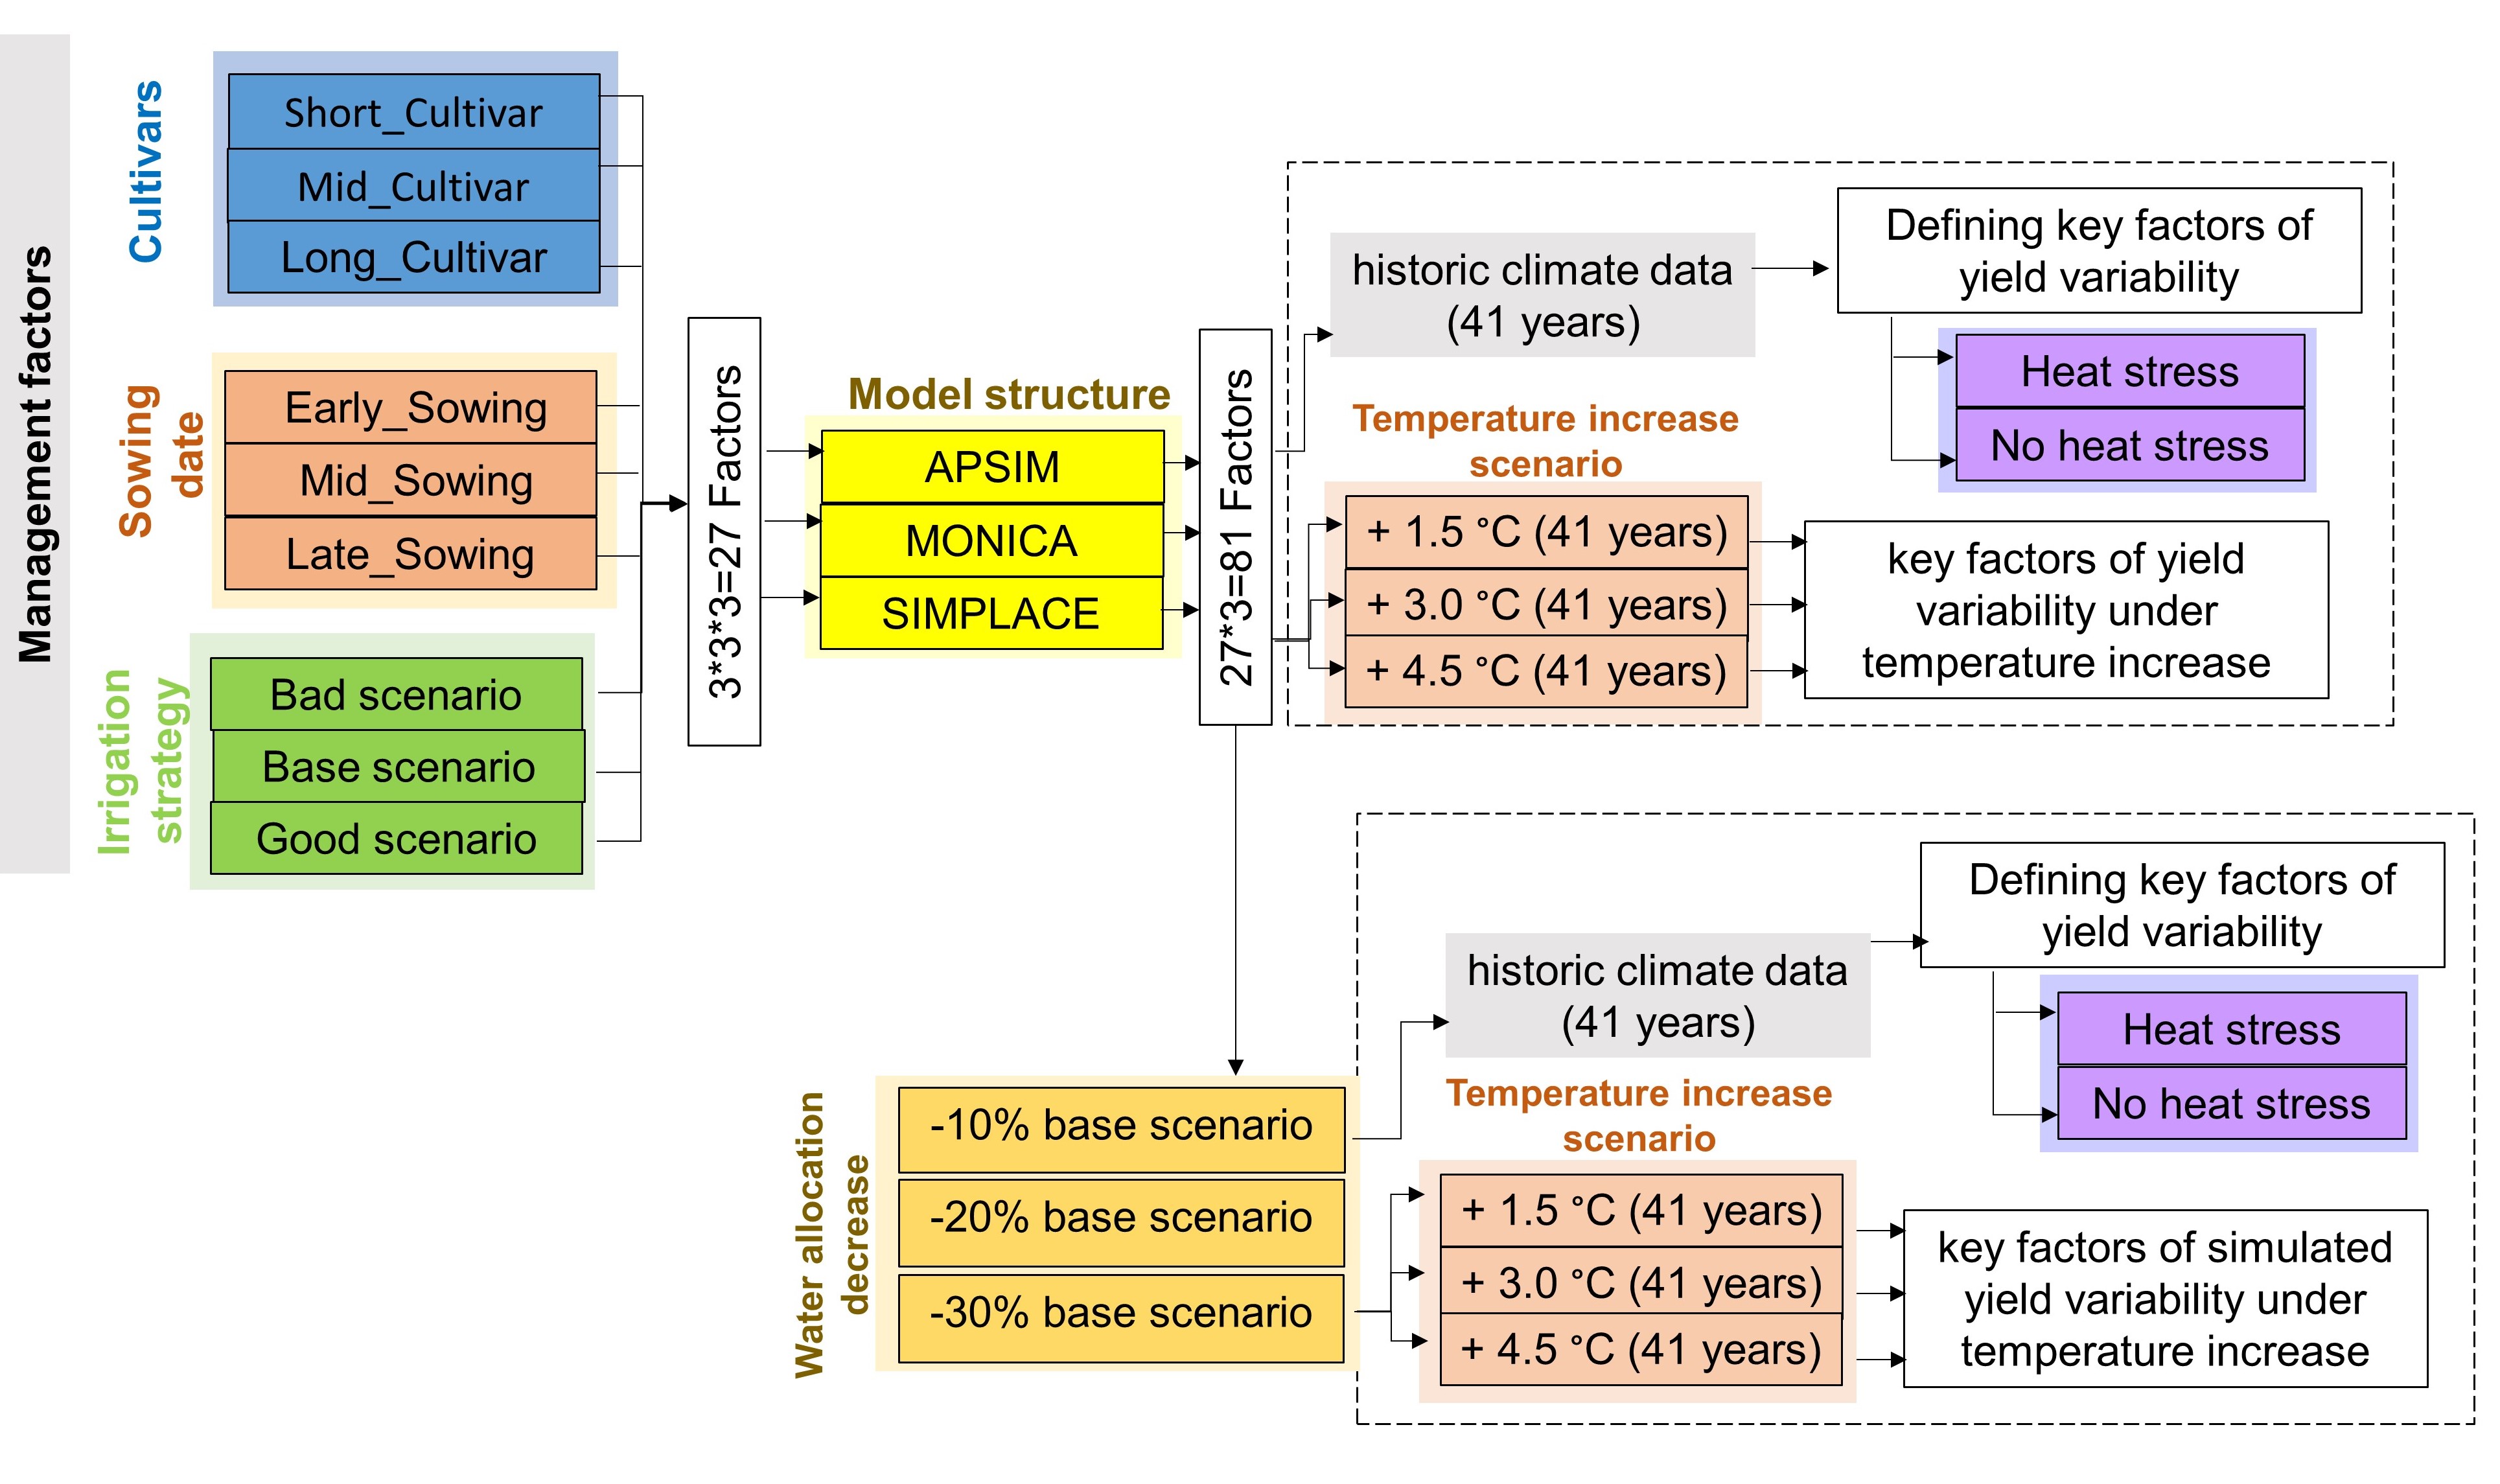 Management factors
Cultivars
Short_Cultivar
Mid_Cultivar
Long_Cultivar
Sowing
date
Early_Sowing
Mid_Sowing
Late_Sowing
Irrigation
strategy
Bad scenario
Base scenario
Good scenario
3*3*3=27 Factors
Model structure
APSIM
MONICA
SIMPLACE
27*3=81 Factors
historic climate data
(41 years)
Defining key factors of
yield variability
Heat stress
No heat stress
Temperature increase
scenario
+ 1.5 °C (41 years)
+ 3.0 °C (41 years)
+ 4.5 °C (41 years)
key factors of yield
variability under
temperature increase
Water allocation
decrease
-10% base scenario
-20% base scenario
-30% base scenario
historic climate data
(41 years)
Defining key factors of
yield variability
Heat stress
No heat stress
Temperature increase
scenario
+ 1.5 °C (41 years)
+ 3.0 °C (41 years)
+ 4.5 °C (41 years)
key factors of simulated
yield variability under
temperature increase